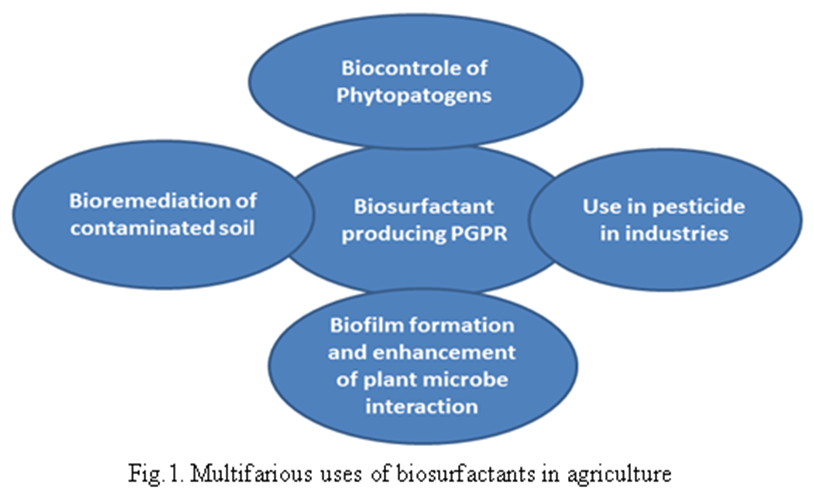 Biocontrole of
Phytopatogens
Bioremediation of
contaminated soil
Biosurfactant
producing PGPR
Use in pesticide
in industries
Biofilm formation
and enhancement
of plant microbe
interaction
Fig.1. Multifarious uses of biosurfactants in agriculture